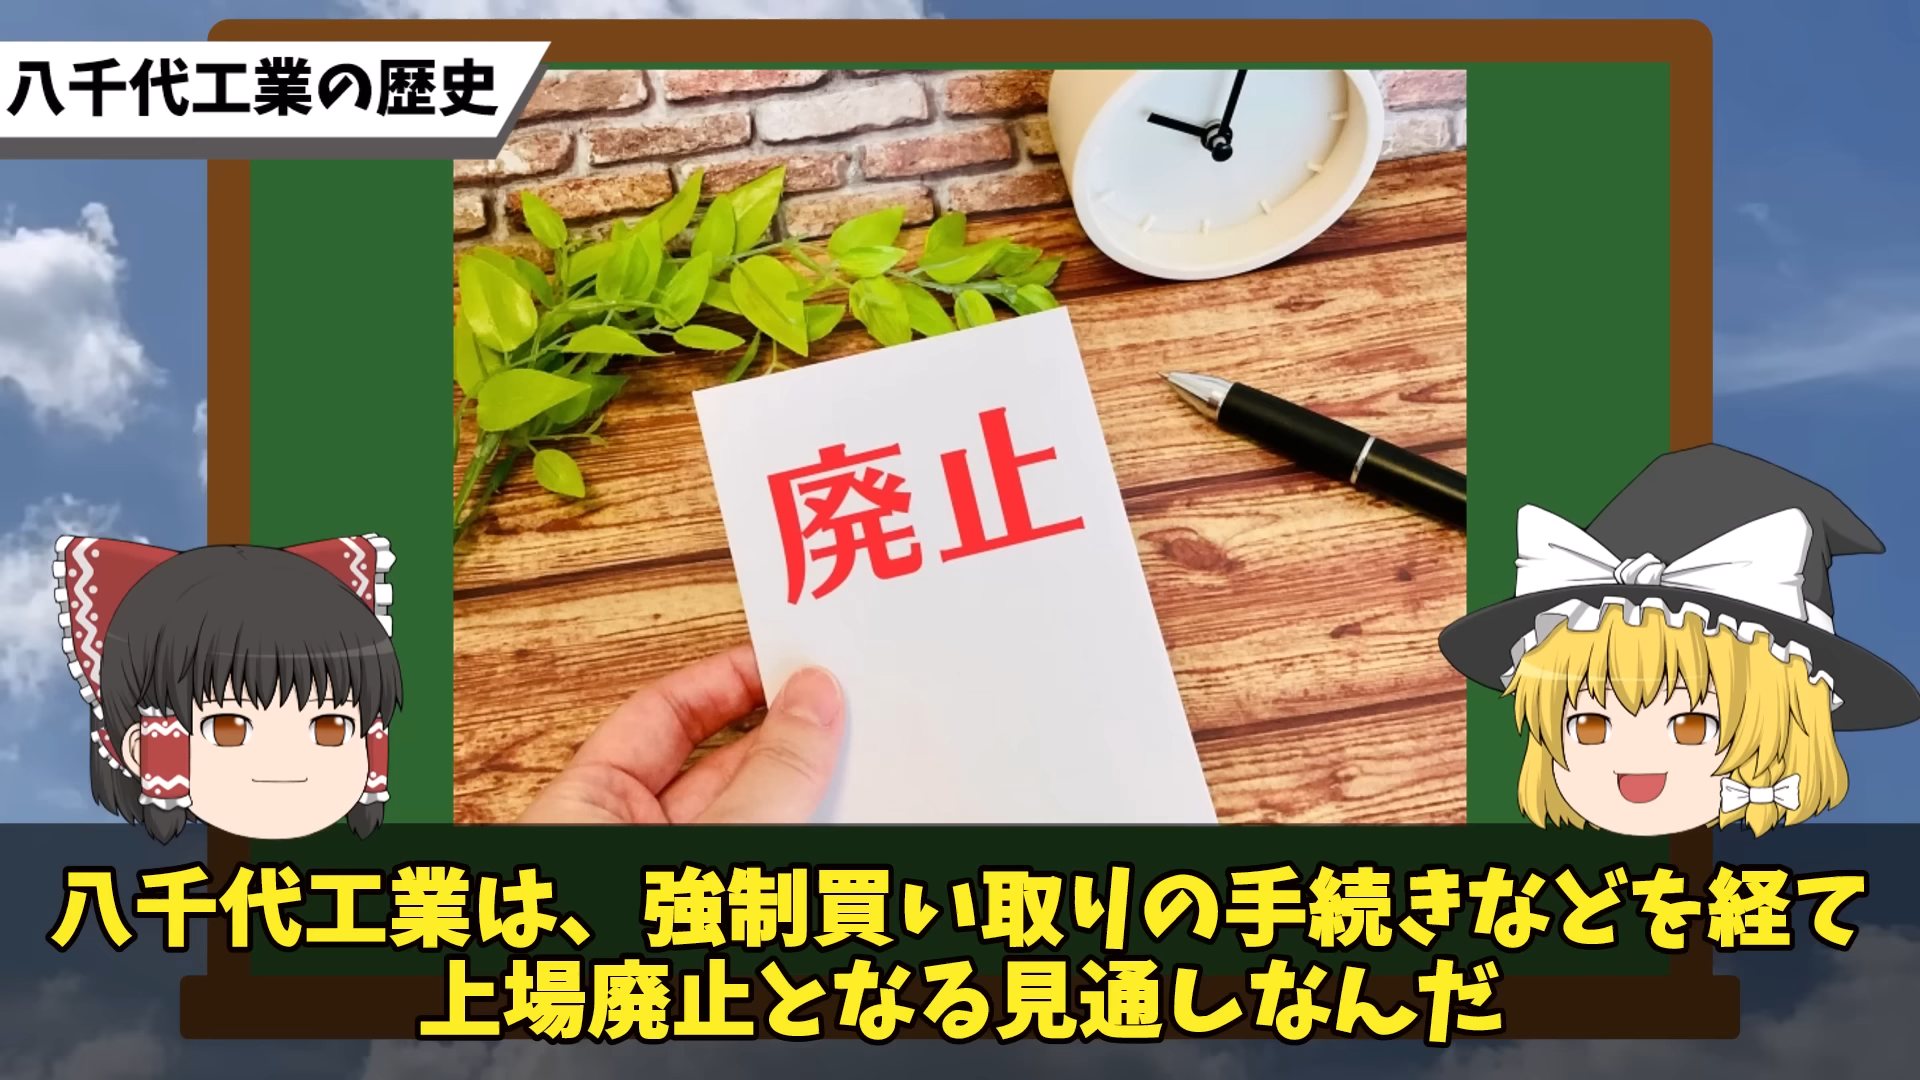 八千代工業の歴史
廃止
八千代工業は、強制買い取りの手続きなどを経て
上場廃止となる見通しなんだ